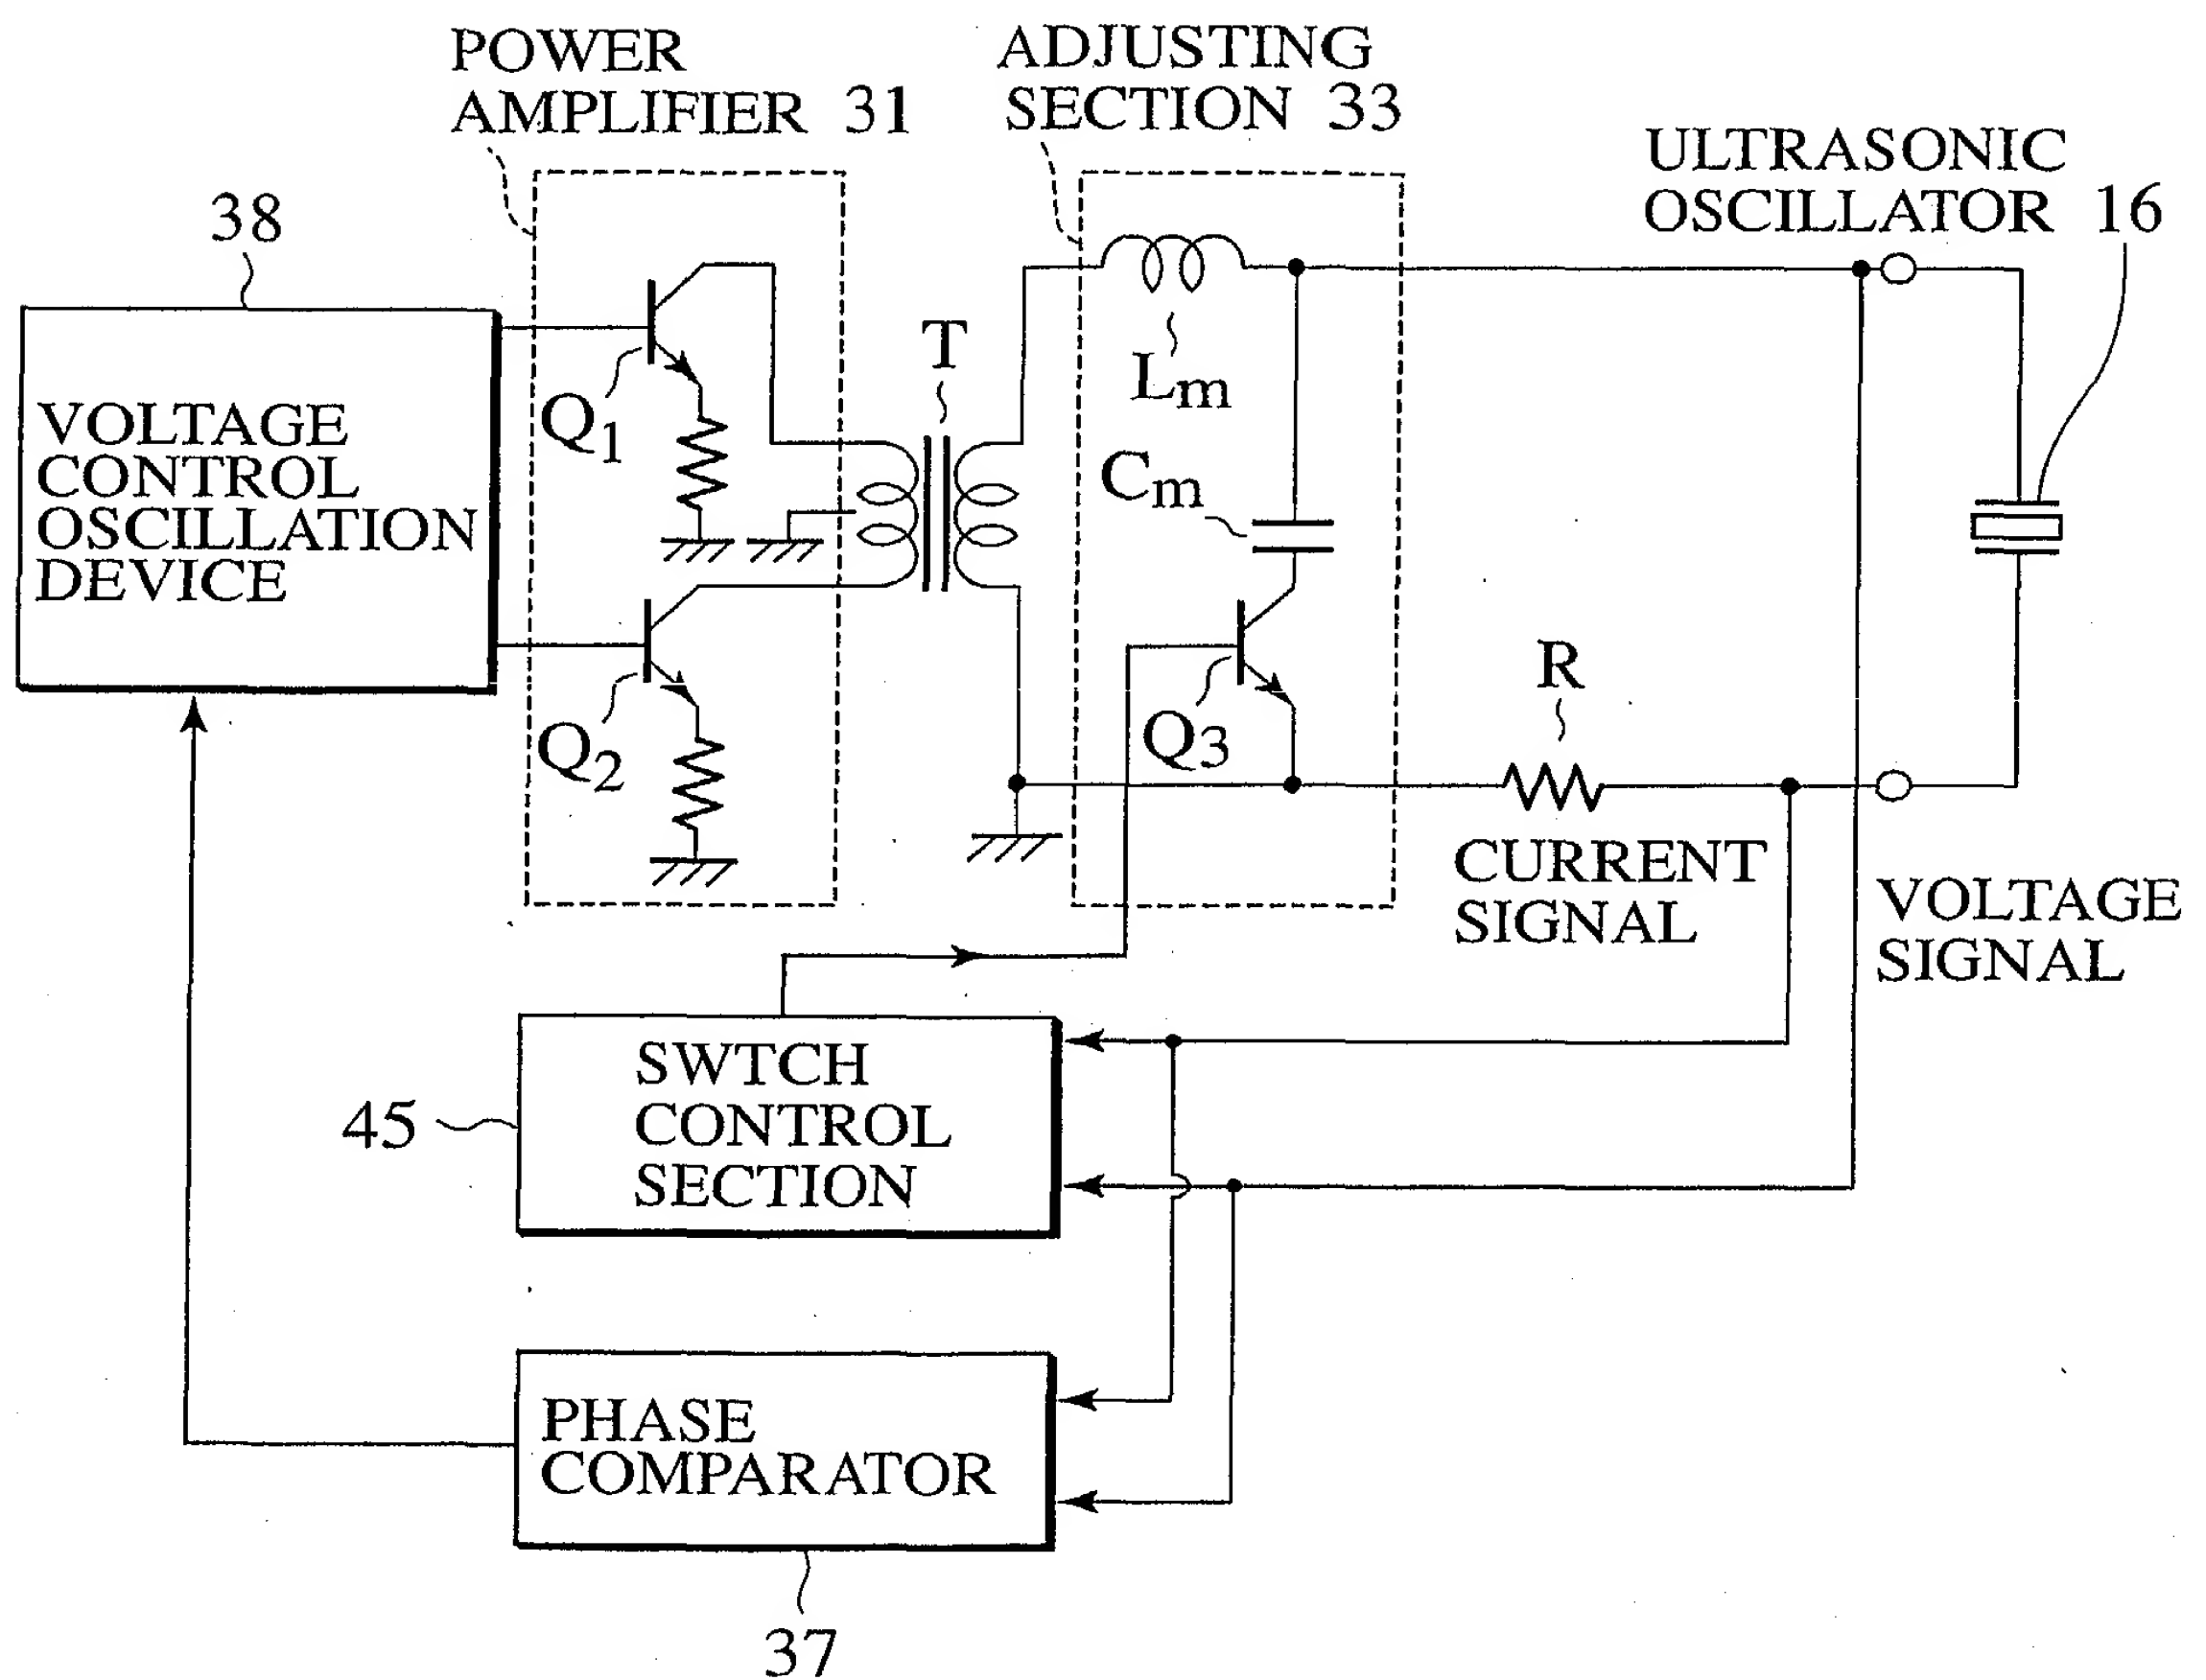 POWER
AMPLIFIER 31
ADJUSTING
SECTION 33
ULTRASONIC
OSCILLATOR 16
38
VOLTAGE
CONTROL
OSCILLATION
DEVICE
Q1
T
Lm
Cm
Q2
Q3
R
CURRENT
SIGNAL
VOLTAGE
SIGNAL
45
SWTCH
CONTROL
SECTION
PHASE
COMPARATOR
37